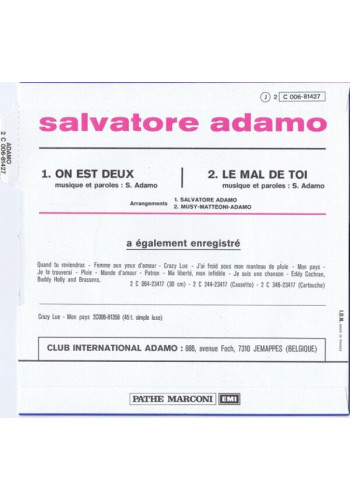 J 2 C 006-81427
salvatore adamo
1. ON EST DEUX
musique et paroles : S. Adamo
2. LE MAL DE TOI
musique et paroles : S. Adamo
Arrangements
1. SALVATORE ADAMO
2. MUSY-MATTEONI-ADAMO
a également enregistré
Quand tu reviendras - Femme aux yeux d'amour - Crazy Lue - J'ai froid sous mon manteau de pluie - Mon pays -
Je te trouverai - Pluie - Manda d'amour - Patron - Ma liberté, mon infidèle - Je suis une chanson - Eddy Cochran,
Buddy Holly and Brassens.
2 C 064-23417 (30 cm) - 2 C 244-23417 (Cassette) - 2 C 346-23417 (Cartouche)
Crazy Lue - Mon pays 2C006-81358 (45 t. simple luxe)
CLUB INTERNATIONAL ADAMO : 688, avenue Foch, 7310 JEMAPPES (BELGIQUE)
PATHE MARCONI EMI
ADAMO
2 C 006-81427